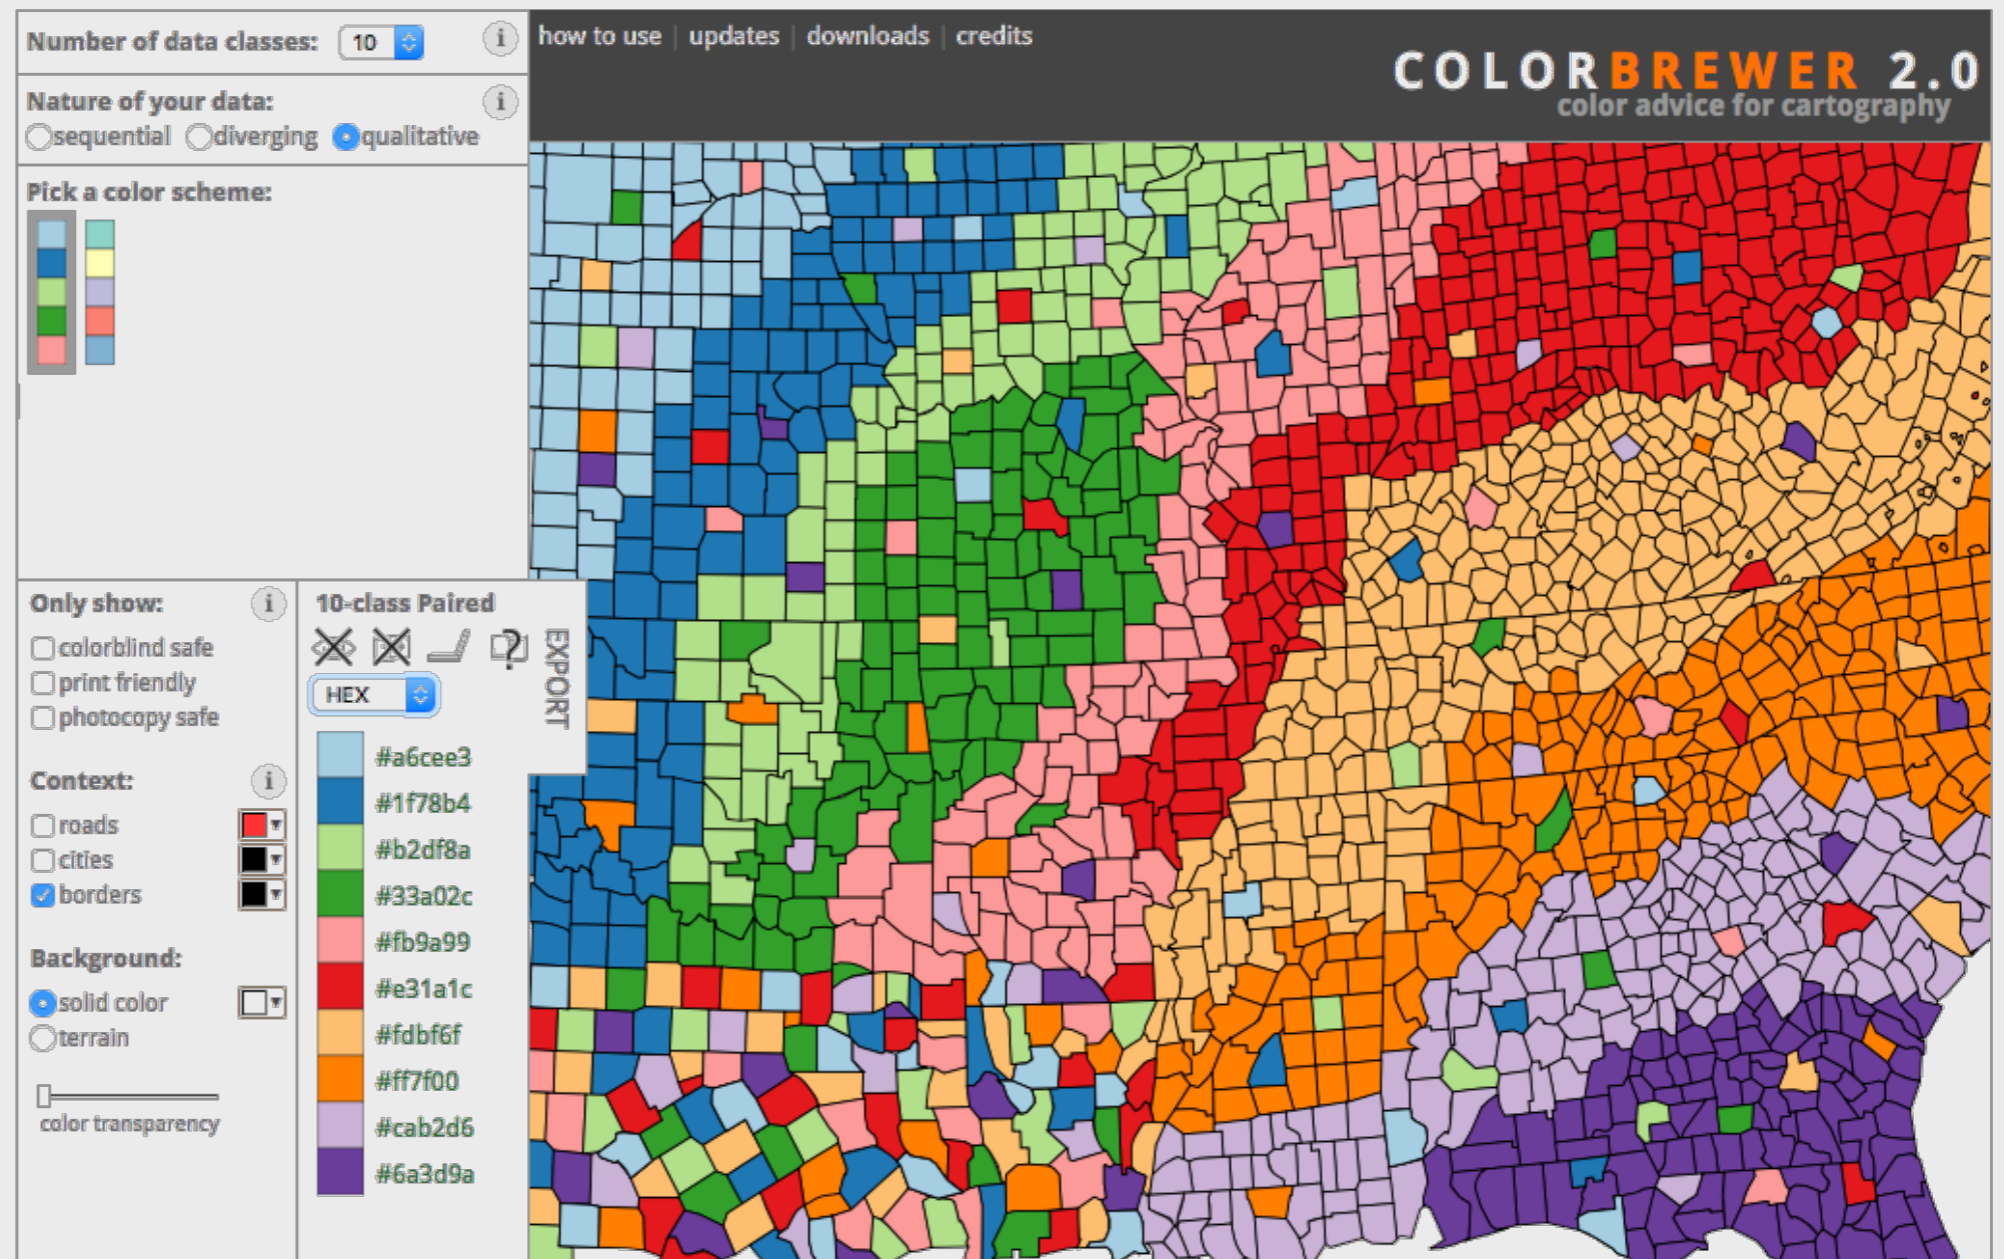 Number of data classes: 10 i
how to use | updates | downloads | credits
COLORBREWER 2.0
color advice for cartography
Nature of your data: i
sequential diverging qualitative
Pick a color scheme:
Only show: i
colorblind safe
print friendly
photocopy safe
Context: i
roads
cities
borders
Background:
solid color
terrain
color transparency
10-class Paired
?
EXPORT
HEX
#a6cee3
#1f78b4
#b2df8a
#33a02c
#fb9a99
#e31a1c
#fdbf6f
#ff7f00
#cab2d6
#6a3d9a